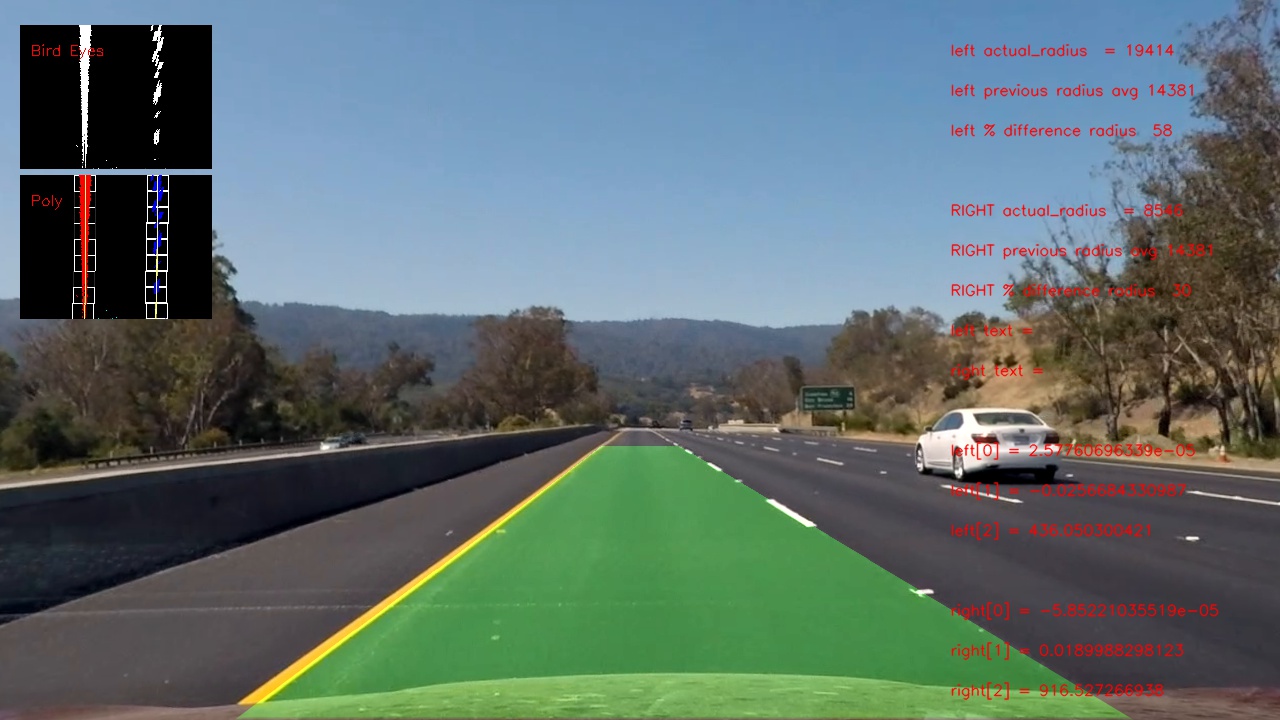 Bird Eyes
Poly
left actual_radius = 19414
left previous radius avg 14381
left % difference radius 58
RIGHT actual_radius = 8546
RIGHT previous radius avg 14381
RIGHT % difference radius 30
left text =
right text =
left[0] = 2.57760696339e-05
left[1] = -0.0256684330887
left[2] = 436.050300421
right[0] = -5.85221035519e-05
right[1] = 0.0189988298123
right[2] = 916.527266938